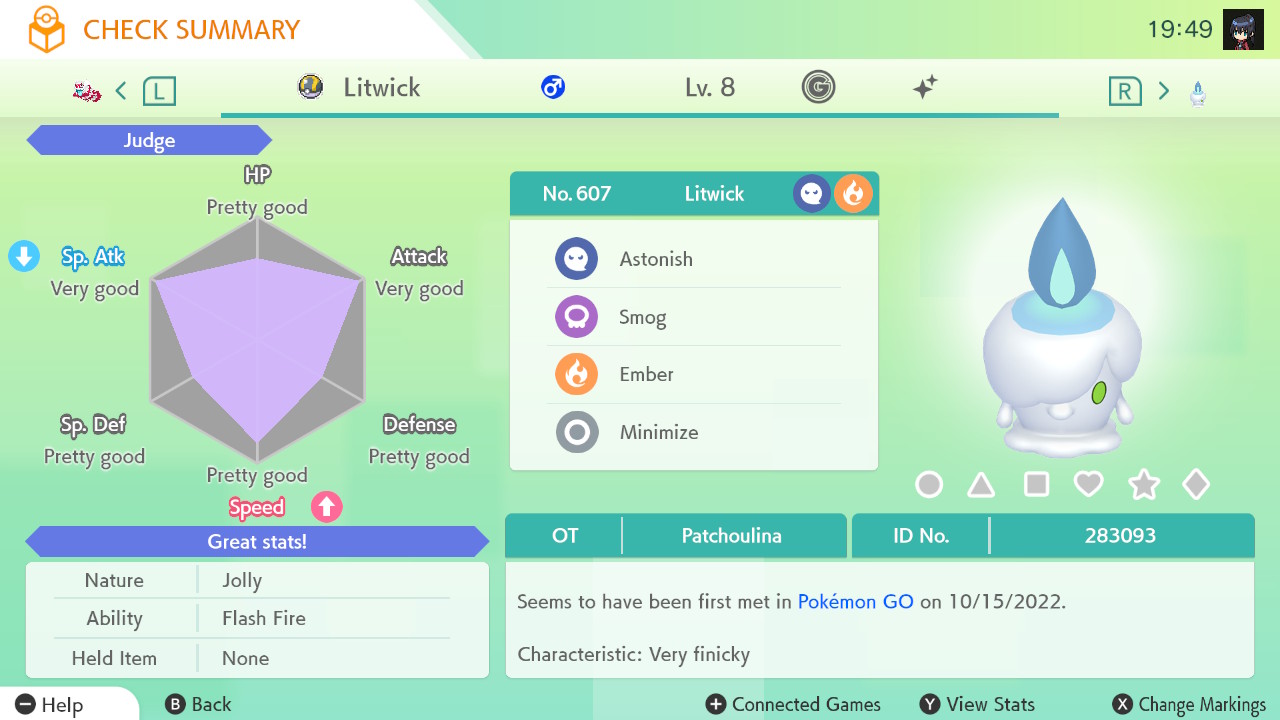 CHECK SUMMARY
19:49
L
Litwick
Lv. 8
G
R
Judge
HP
Pretty good
Sp. Atk
Very good
Attack
Very good
Sp. Def
Pretty good
Defense
Pretty good
Pretty good
Speed
Great stats!
Nature Jolly
Ability Flash Fire
Held Item None
No. 607 Litwick
Astonish
Smog
Ember
Minimize
OT Patchoulina ID No. 283093
Seems to have been first met in Pokémon GO on 10/15/2022.
Characteristic: Very finicky
Help
B Back
Connected Games
Y View Stats
X Change Markings